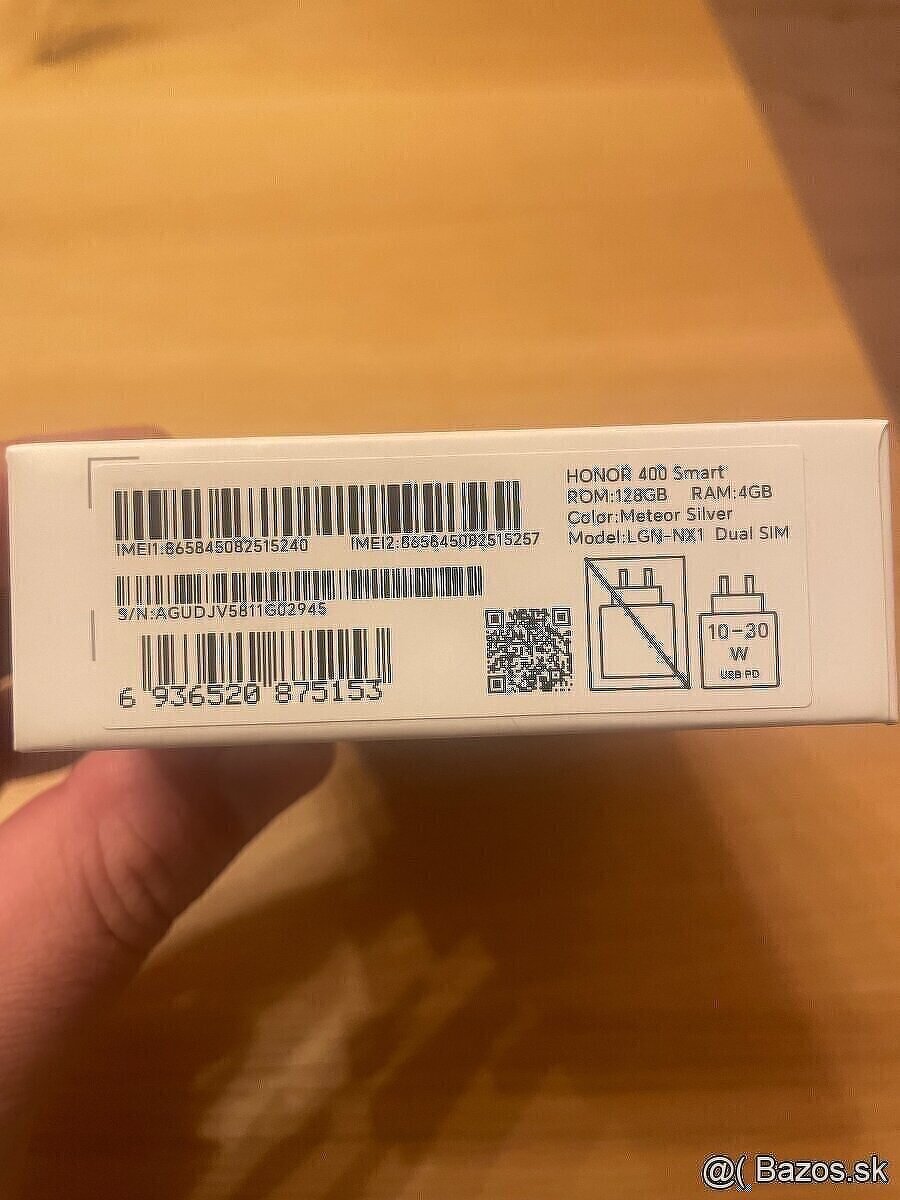 IMEI1:865845082515240 IMEI2:865845082515257
S/N:AGUDJV5811G02945
6 936520 875153
HONOR 400 Smart
ROM:128GB RAM:4GB
Color:Meteor Silver
Model:LGN-NX1 Dual SIM
10-30
W
USB PD
@( Bazos.sk